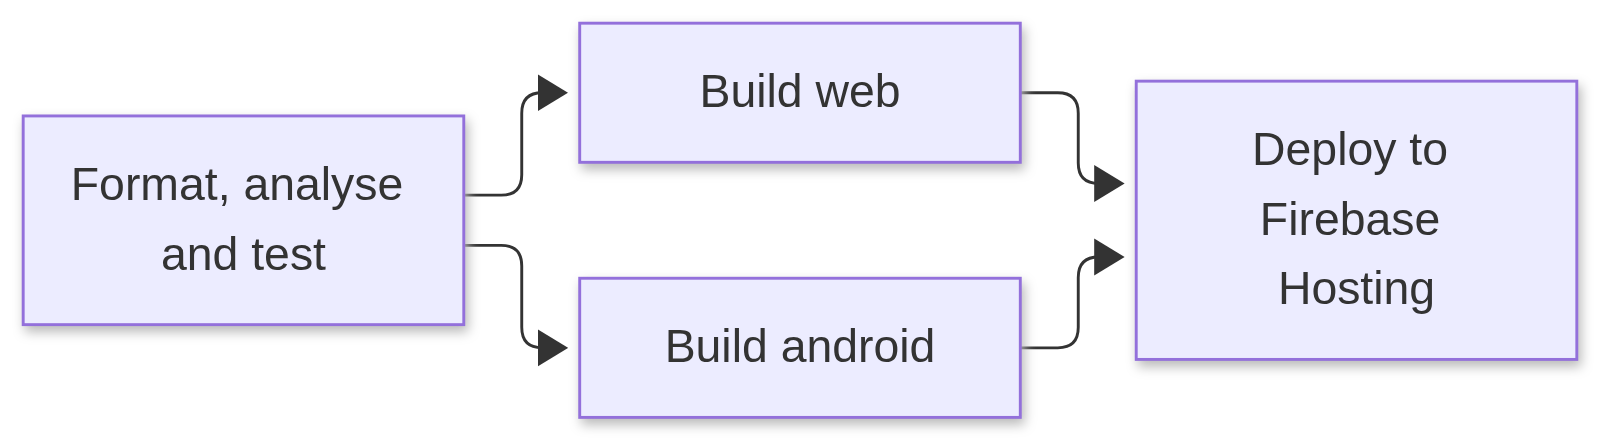 Format, analyse
and test
Build web
Build android
Deploy to
Firebase
Hosting